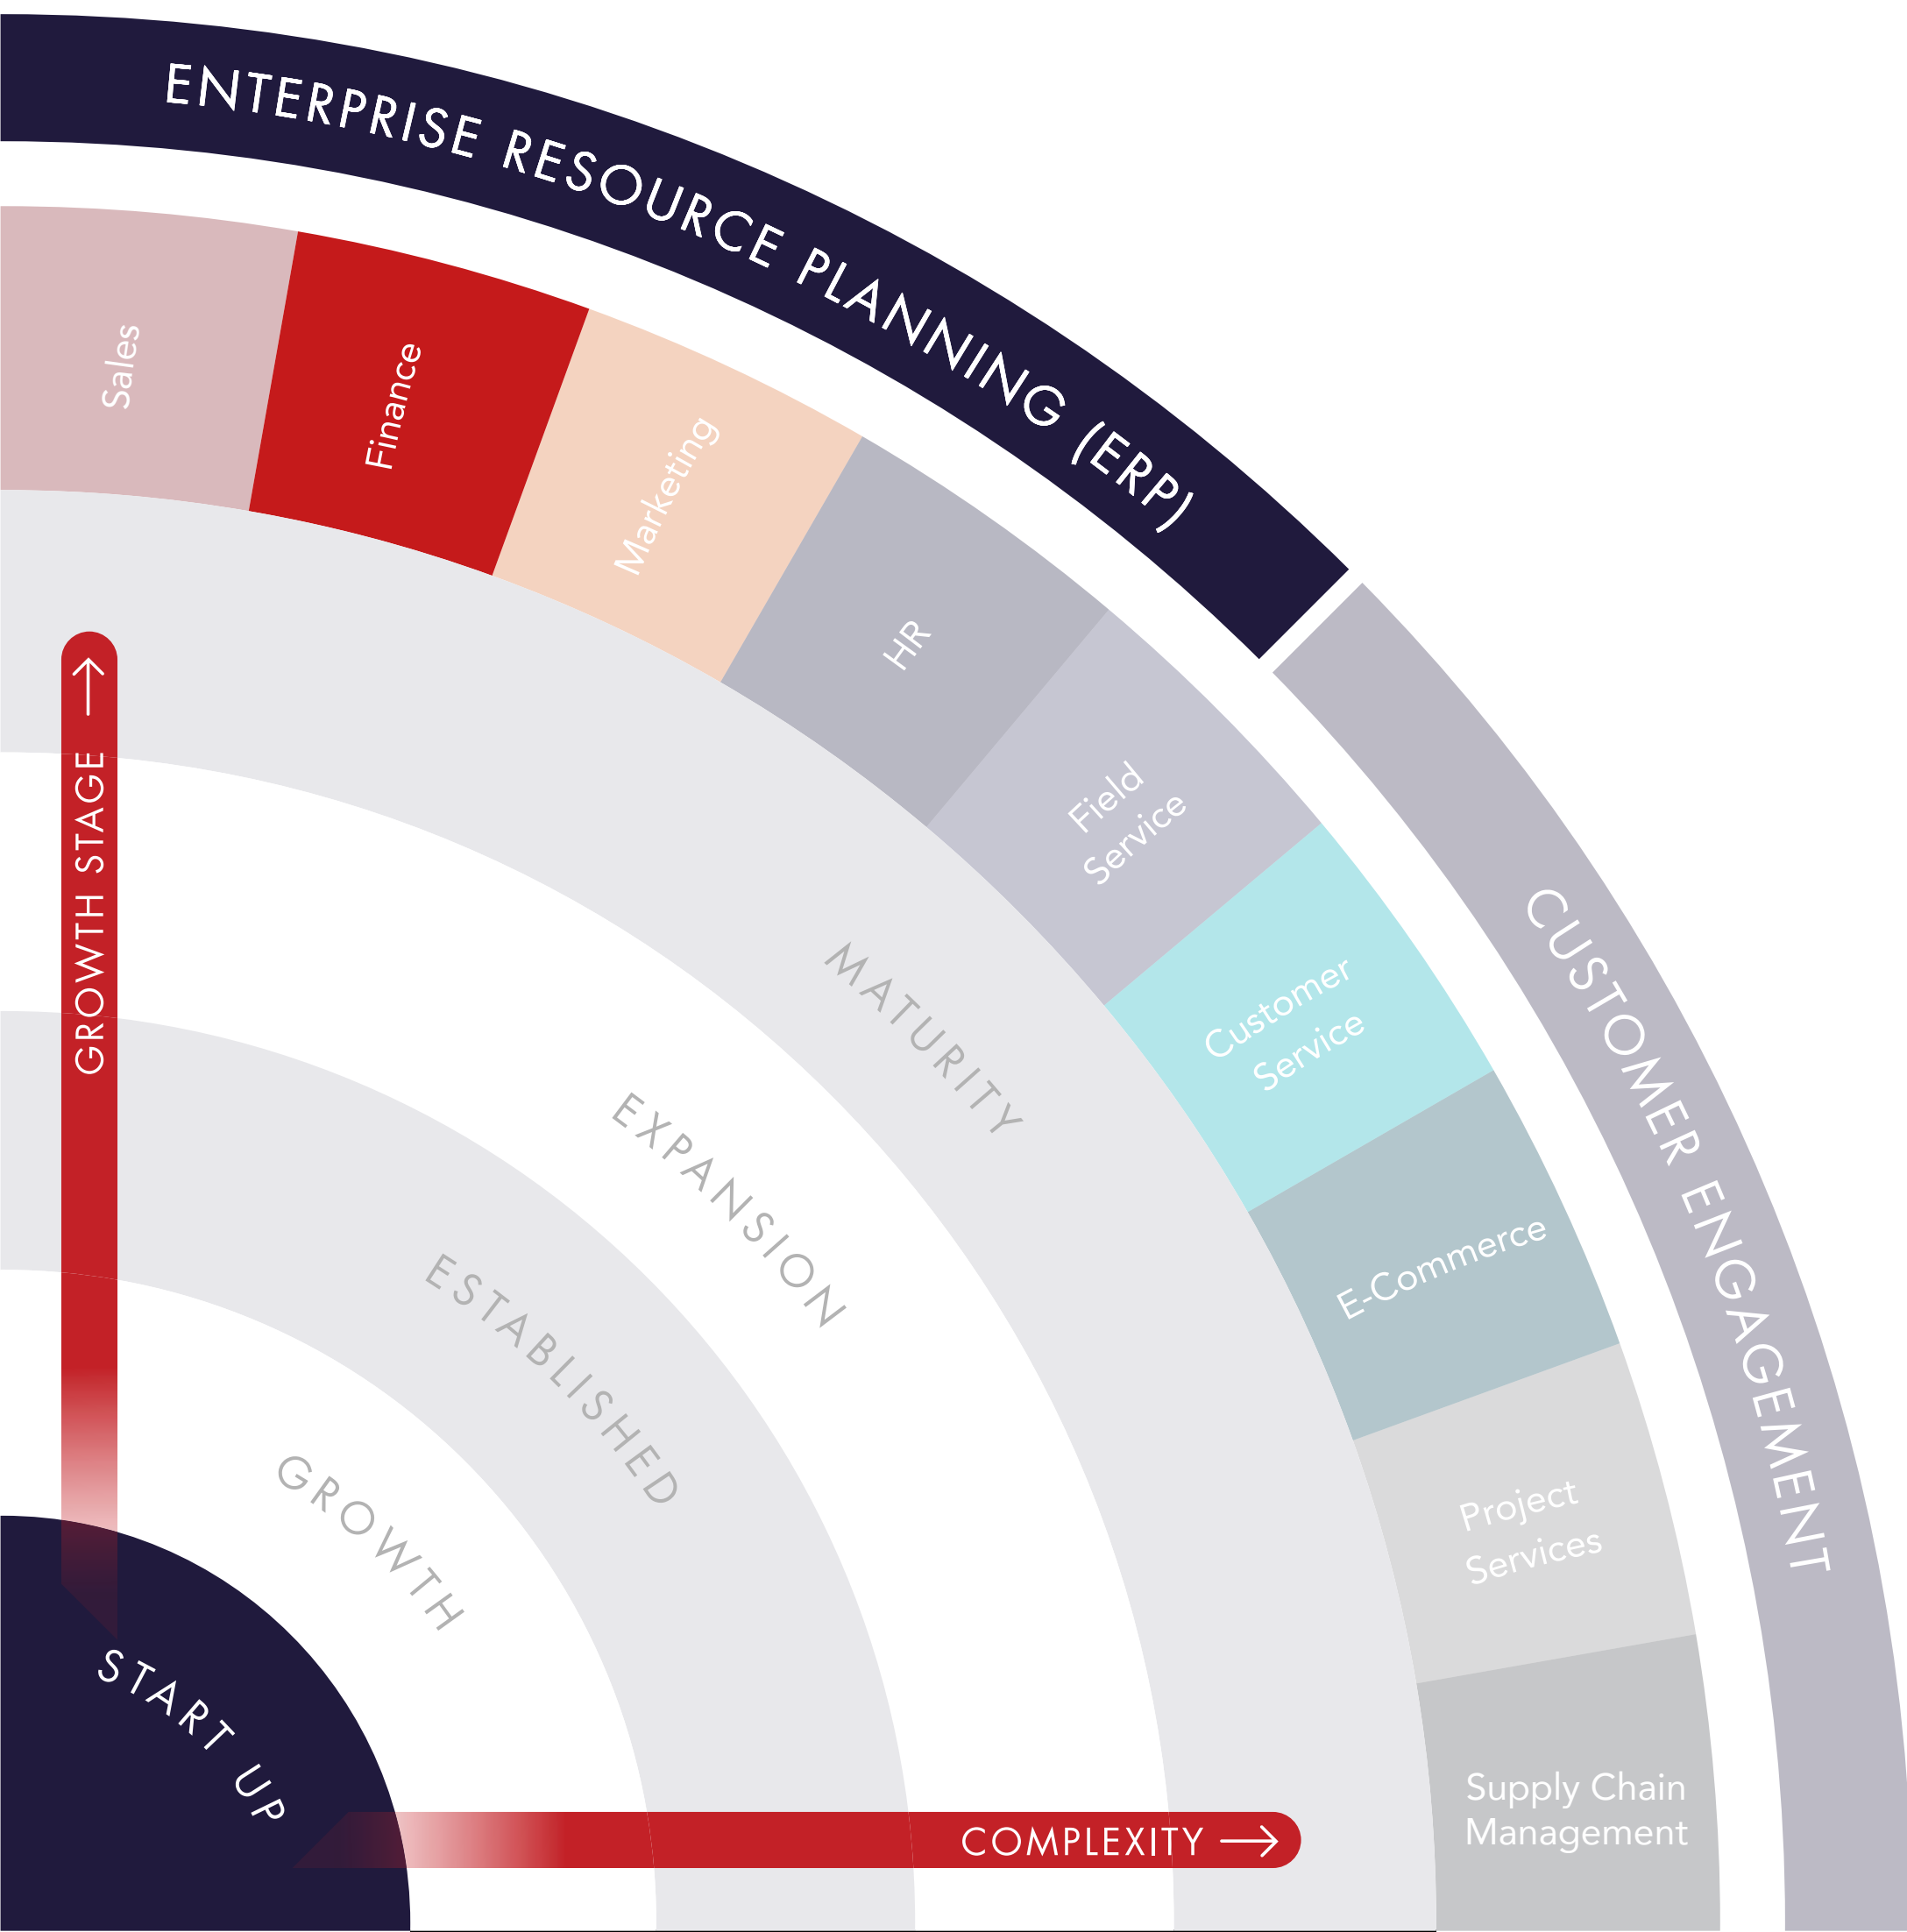 ENTERPRISE RESOURCE PLANNING (ERP)
CUSTOMER ENGAGEMENT
Sales
Finance
Marketing
HR
Field
Service
Customer
Service
E-Commerce
Project
Services
Supply Chain
Management
MATURITY
EXPANSION
ESTABLISHED
GROWTH
START UP
GROWTH STAGE →
COMPLEXITY →